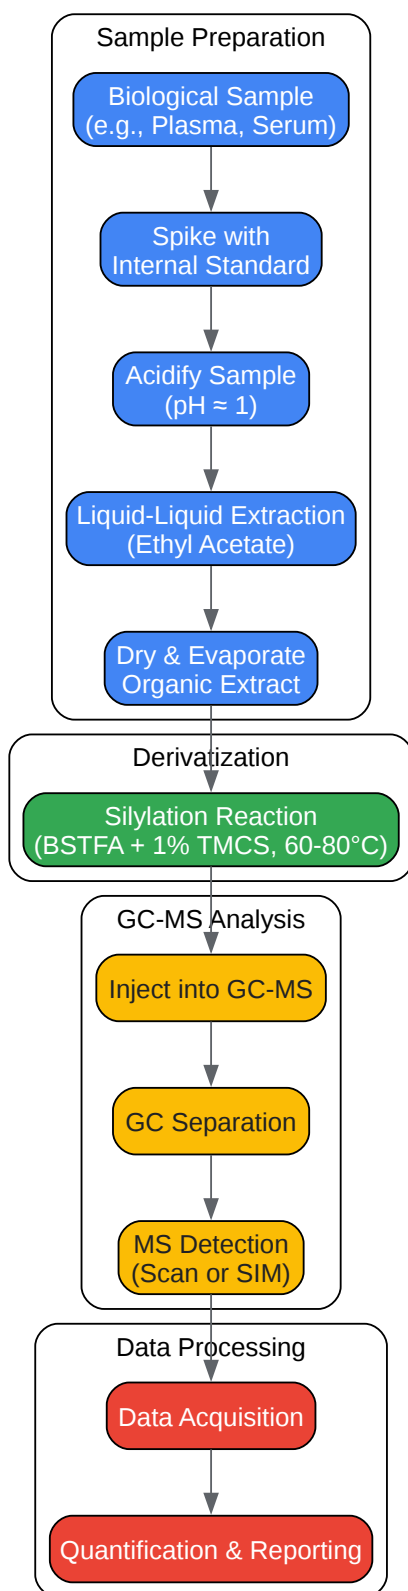 Sample Preparation
Biological Sample
(e.g., Plasma, Serum)
Spike with
Internal Standard
Acidify Sample
(pH ≈ 1)
Liquid-Liquid Extraction
(Ethyl Acetate)
Dry & Evaporate
Organic Extract
Derivatization
Silylation Reaction
(BSTFA + 1% TMCS, 60-80°C)
GC-MS Analysis
Inject into GC-MS
GC Separation
MS Detection
(Scan or SIM)
Data Processing
Data Acquisition
Quantification & Reporting